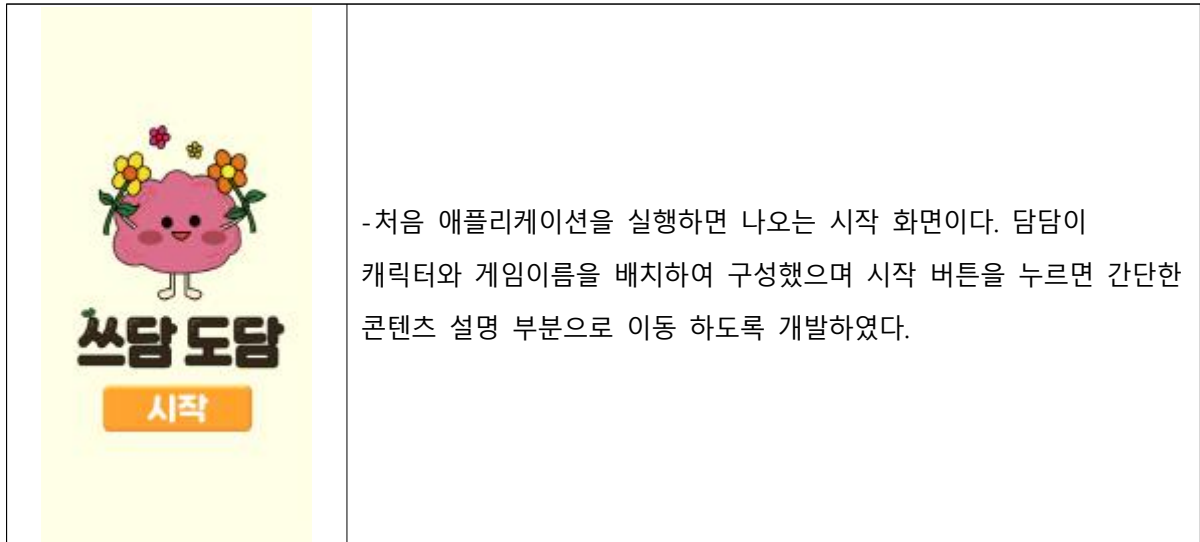 쓰담 도담
시작
-처음 애플리케이션을 실행하면 나오는 시작 화면이다. 담담이
캐릭터와 게임이름을 배치하여 구성했으며 시작 버튼을 누르면 간단한
콘텐츠 설명 부분으로 이동 하도록 개발하였다.